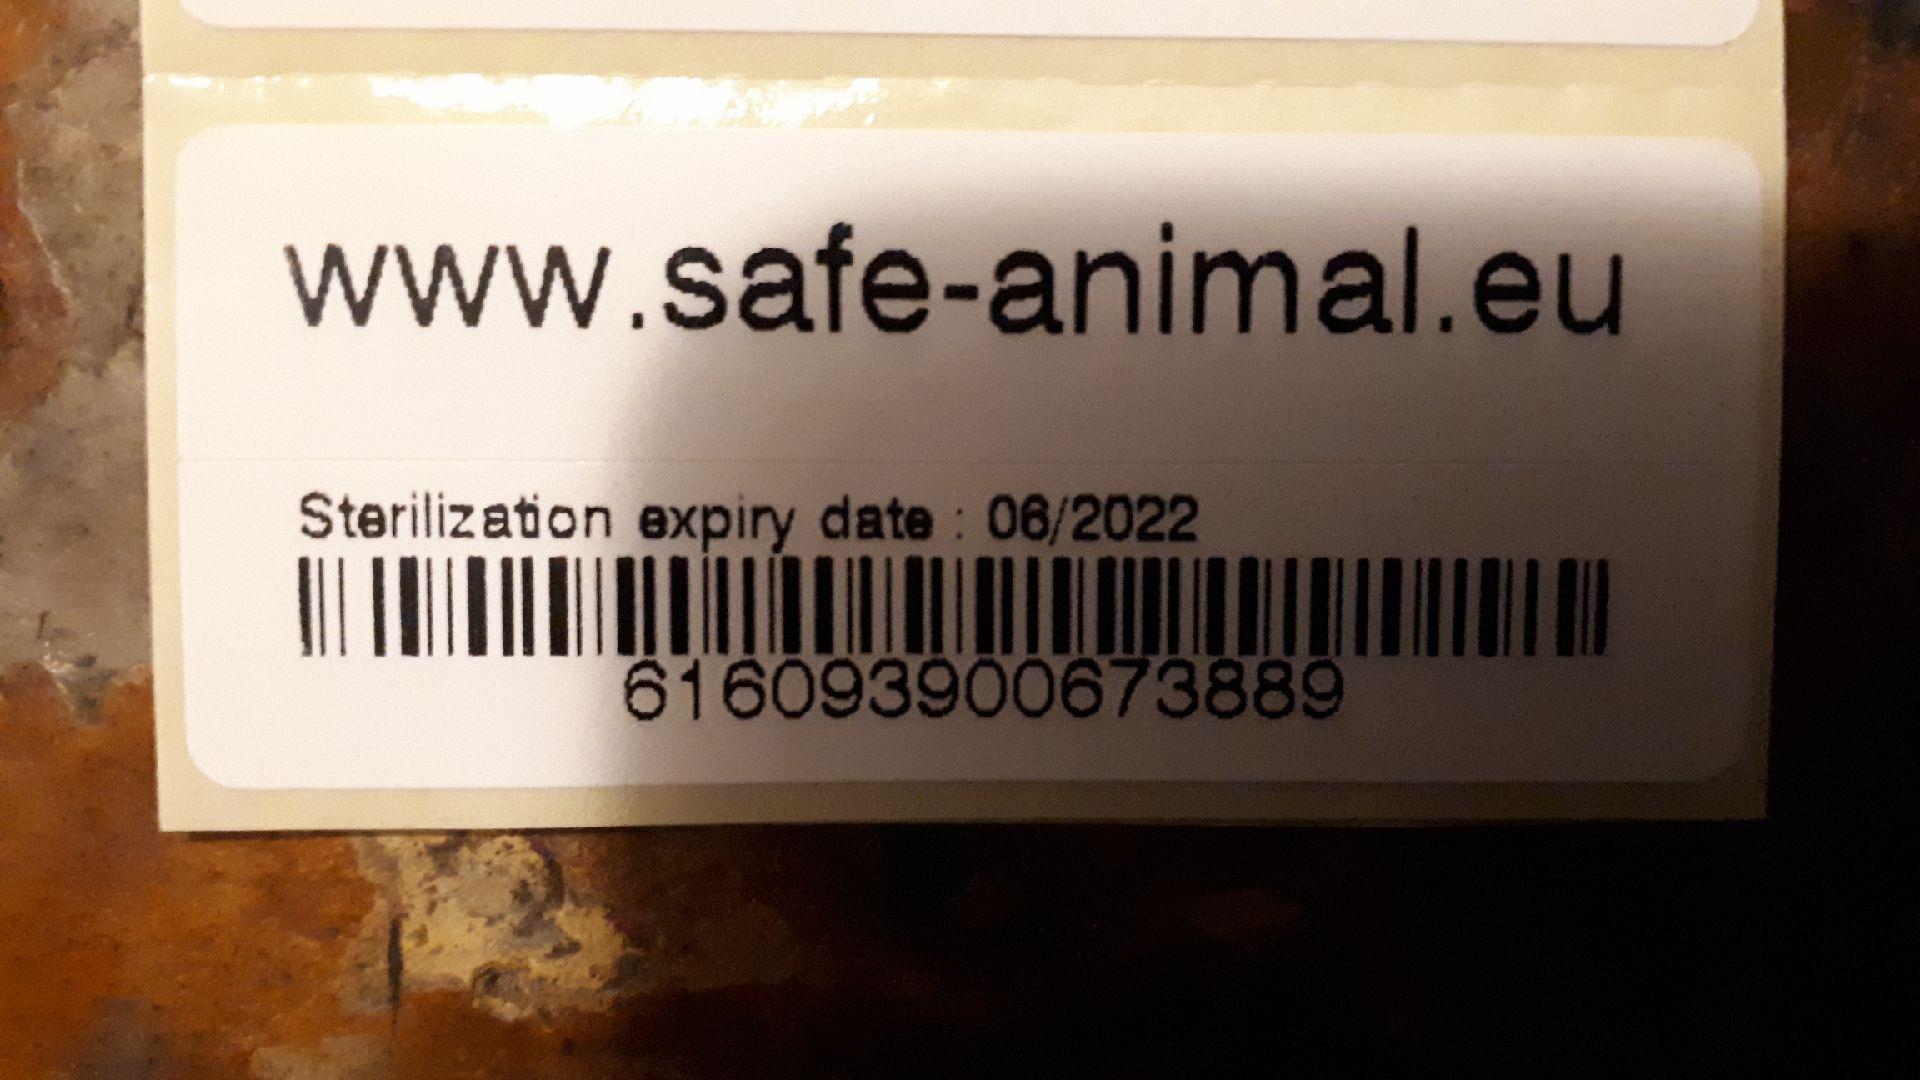 www.safe-animal.eu
Sterilization expiry date : 06/2022
616093900673889